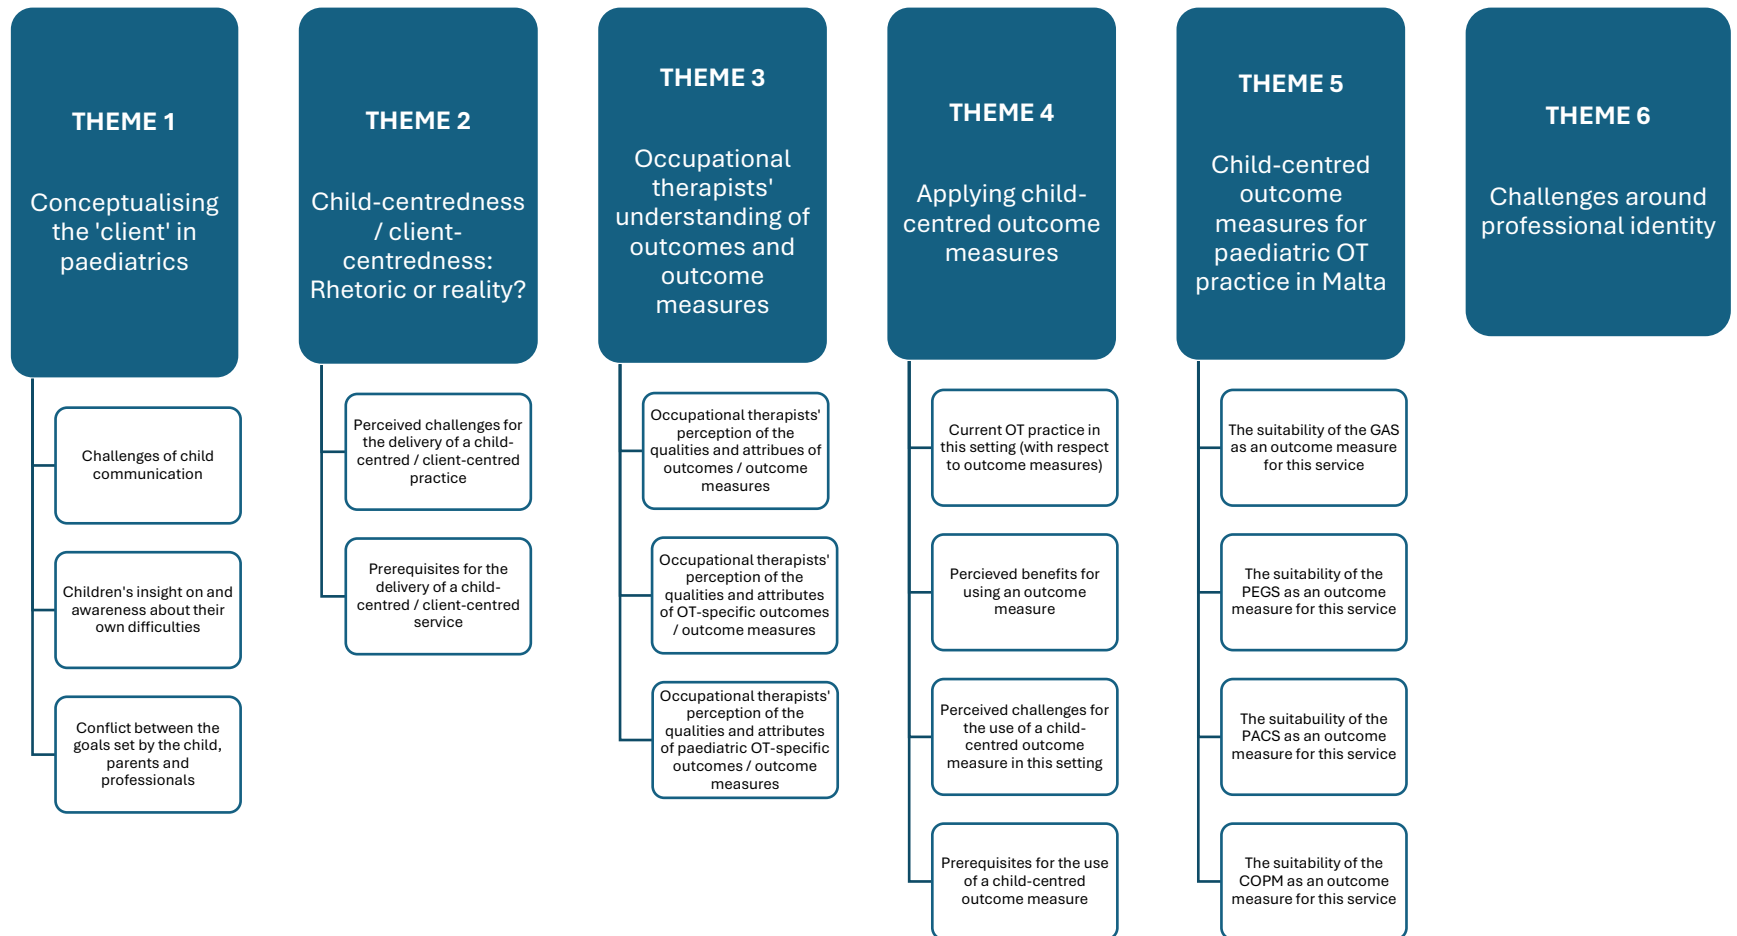 THEME 1
Conceptualising
the 'client' in
paediatrics
Challenges of child
communication
Children's insight on and
awareness about their
own difficulties
Conflict between the
goals set by the child,
parents and
professionals
THEME 2
Child-centredness
/ client-
centredness:
Rhetoric or reality?
Perceived challenges for
the delivery of a child-
centred / client-centred
practice
Prerequisites for the
delivery of a child-
centred / client-centred
service
THEME 3
Occupational
therapists'
understanding of
outcomes and
outcome
measures
Occupational therapists'
perception of the
qualities and attribues of
outcomes / outcome
measures
Occupational therapists'
perception of the
qualities and attributes
of OT-specific outcomes
/ outcome measures
Occupational therapists'
perception of the
qualities and attributes
of paediatric OT-specific
outcomes / outcome
measures
THEME 4
Applying child-
centred outcome
measures
Current OT practice in
this setting (with respect
to outcome measures)
Percieved benefits for
using an outcome
measure
Perceived challenges for
the use of a child-
centred outcome
measure in this setting
Prerequisites for the use
of a child-centred
outcome measure
THEME 5
Child-centred
outcome
measures for
paediatric OT
practice in Malta
The suitability of the GAS
as an outcome measure
for this service
The suitability of the
PEGS as an outcome
measure for this service
The suitabuility of the
PACS as an outcome
measure for this service
The suitability of the
COPM as an outcome
measure for this service
THEME 6
Challenges around
professional identity